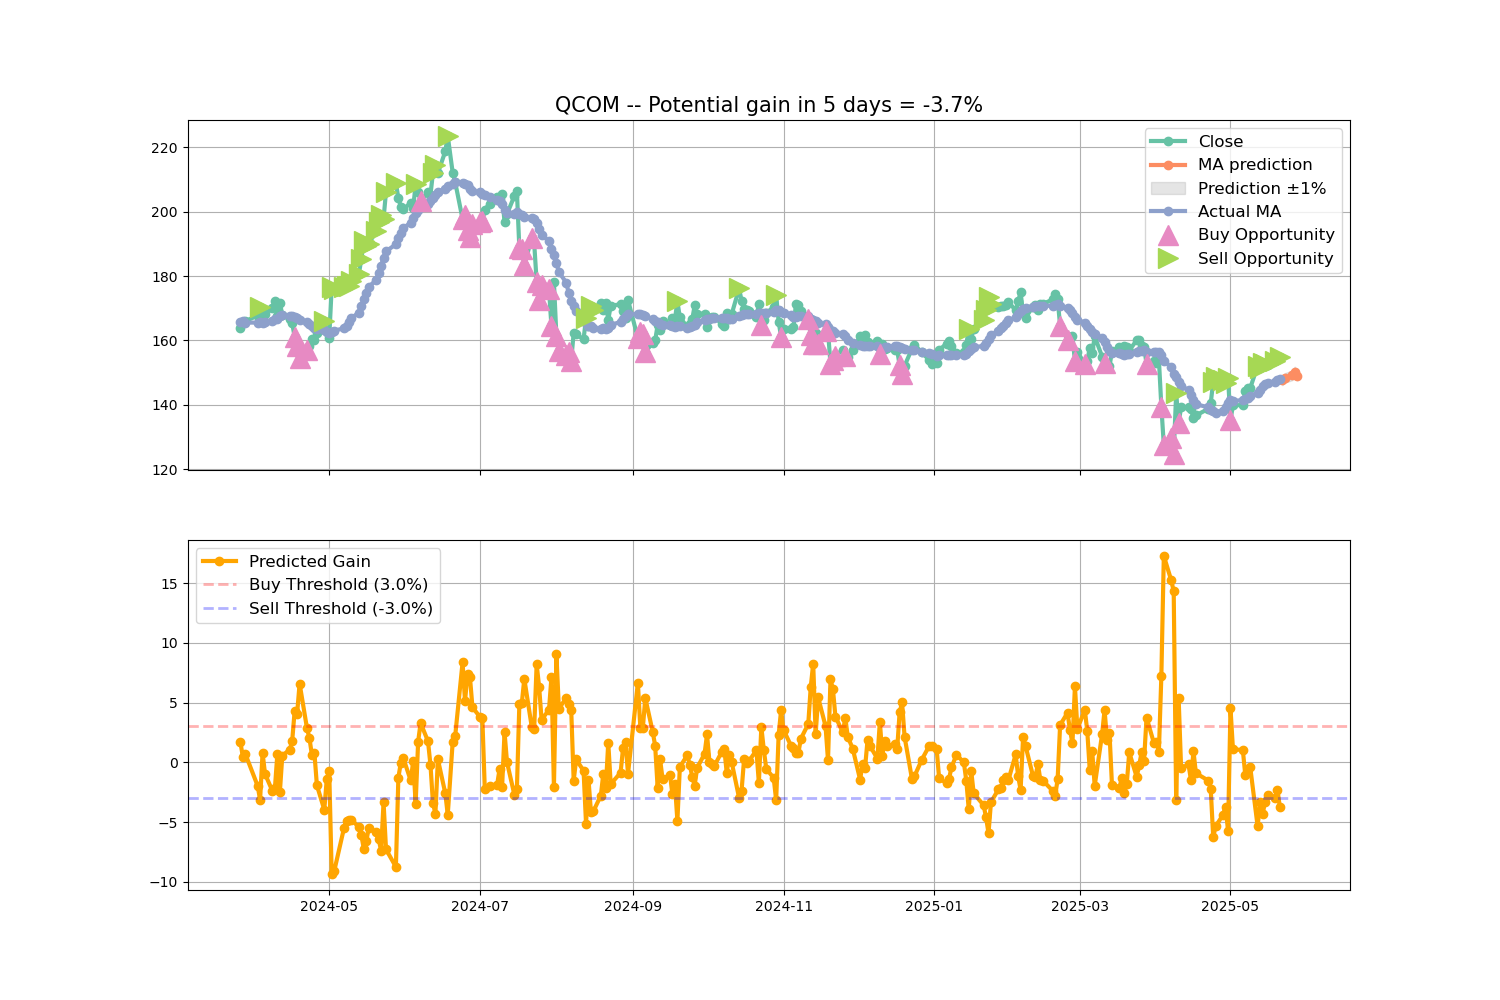 QCOM -- Potential gain in 5 days = -3.7%
220
200
180
160
140
120
Close
MA prediction
Prediction ±1%
Actual MA
Buy Opportunity
Sell Opportunity
15
10
5
0
−5
−10
Predicted Gain
Buy Threshold (3.0%)
Sell Threshold (-3.0%)
2024-05
2024-07
2024-09
2024-11
2025-01
2025-03
2025-05